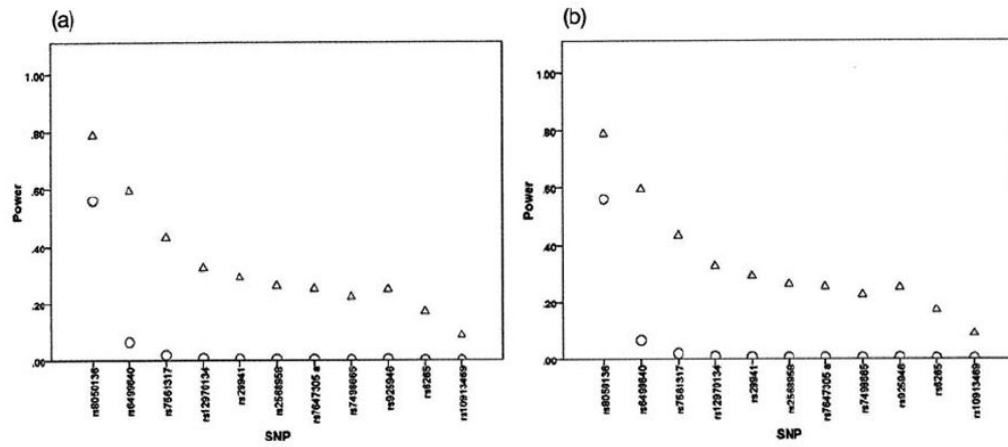 (a)
1.00
.80
.60
.40
.20
.00
Power
rs8050136
rs6499640
rs7561317
rs12970134
rs29941
rs2568958
rs7647305 a
rs7498665
rs925946
rs6265
rs10913469
SNP
(b)
1.00
.80
.60
.40
.20
.00
Power
rs8050136
rs6499640
rs7561317
rs12970134
rs29941
rs2568958
rs7647305 a
rs7498665
rs925946
rs6265
rs10913469
SNP